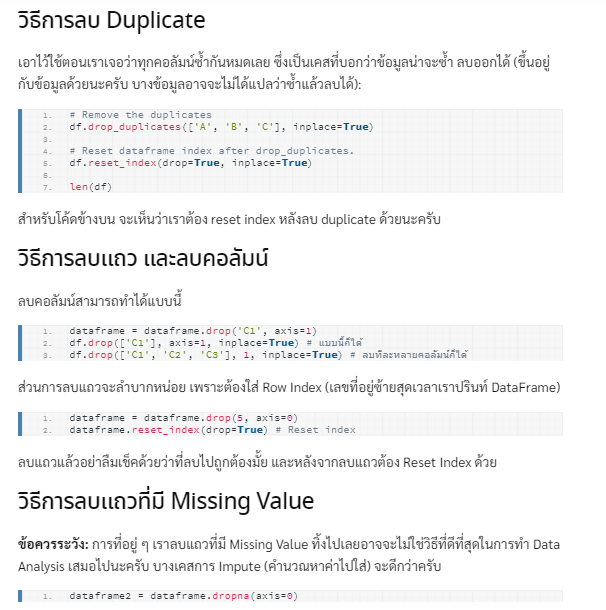 วิธีการลบ Duplicate
เอาไว้ใช้ตอนเราเจอว่าทุกคอลัมน์ซ้ำกันหมดเลย ซึ่งเป็นเคสที่บอกว่าข้อมูลน่าจะซ้ำ ลบออกได้ (ขึ้นอยู่
กับข้อมูลด้วยนะครับ บางข้อมูลอาจจะไม่ได้แปลว่าซ้ำแล้วลบได้):
1. # Remove the duplicates
2. df.drop_duplicates(['A', 'B', 'C'], inplace=True)
3.
4. # Reset dataframe index after drop_duplicates.
5. df.reset_index(drop=True, inplace=True)
6.
7. len(df)
สำหรับโค้ดข้างบน จะเห็นว่าเราต้อง reset index หลังลบ duplicate ด้วยนะครับ
วิธีการลบแถว และลบคอลัมน์
ลบคอลัมน์สามารถทำได้แบบนี้
1. dataframe = dataframe.drop('C1', axis=1)
2. df.drop(['C1'], axis=1, inplace=True) # แบบนี้ก็ได้
3. df.drop(['C1', 'C2', 'C3'], 1, inplace=True) # ลบทีละหลายคอลัมน์ก็ได้
ส่วนการลบแถวจะลำบากหน่อย เพราะต้องใส่ Row Index (เลขที่อยู่ซ้ายสุดเวลาเราปรินท์ DataFrame)
1. dataframe = dataframe.drop(5, axis=0)
2. dataframe.reset_index(drop=True) # Reset index
ลบแถวแล้วอย่าลืมเช็คด้วยว่าที่ลบไปถูกต้องมั้ย และหลังจากลบแถวต้อง Reset Index ด้วย
วิธีการลบแถวที่มี Missing Value
ข้อควรระวัง: การที่อยู่ ๆ เราลบแถวที่มี Missing Value ทิ้งไปเลยอาจจะไม่ใช่วิธีที่ดีที่สุดในการทำ Data
Analysis เสมอไปนะครับ บางเคสการ Impute (คำนวณหาค่าไปใส่) จะดีกว่าครับ
1. dataframe2 = dataframe.dropna(axis=0)